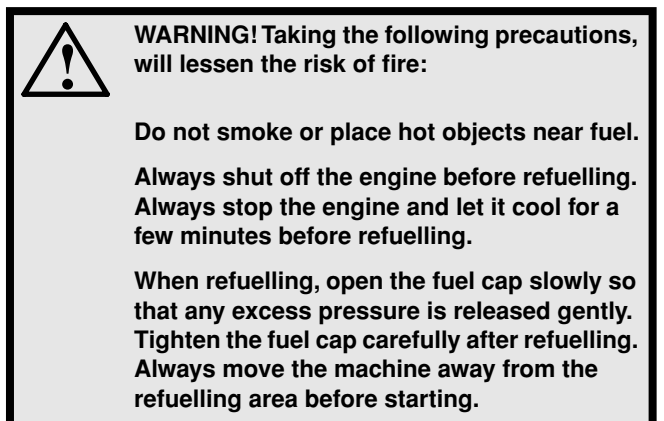 WARNING! Taking the following precautions,
will lessen the risk of fire:
Do not smoke or place hot objects near fuel.
Always shut off the engine before refuelling.
Always stop the engine and let it cool for a
few minutes before refuelling.
When refuelling, open the fuel cap slowly so
that any excess pressure is released gently.
Tighten the fuel cap carefully after refuelling.
Always move the machine away from the
refuelling area before starting.